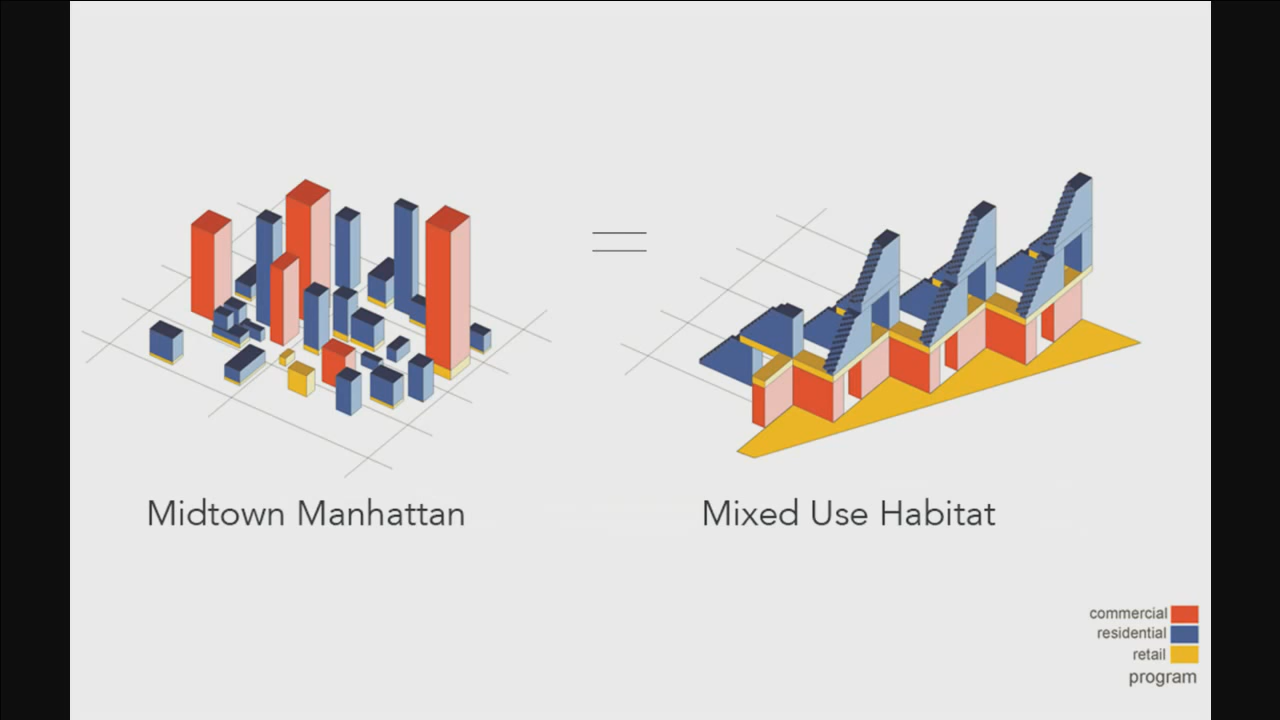 Midtown Manhattan
Mixed Use Habitat
commercial
residential
retail
program